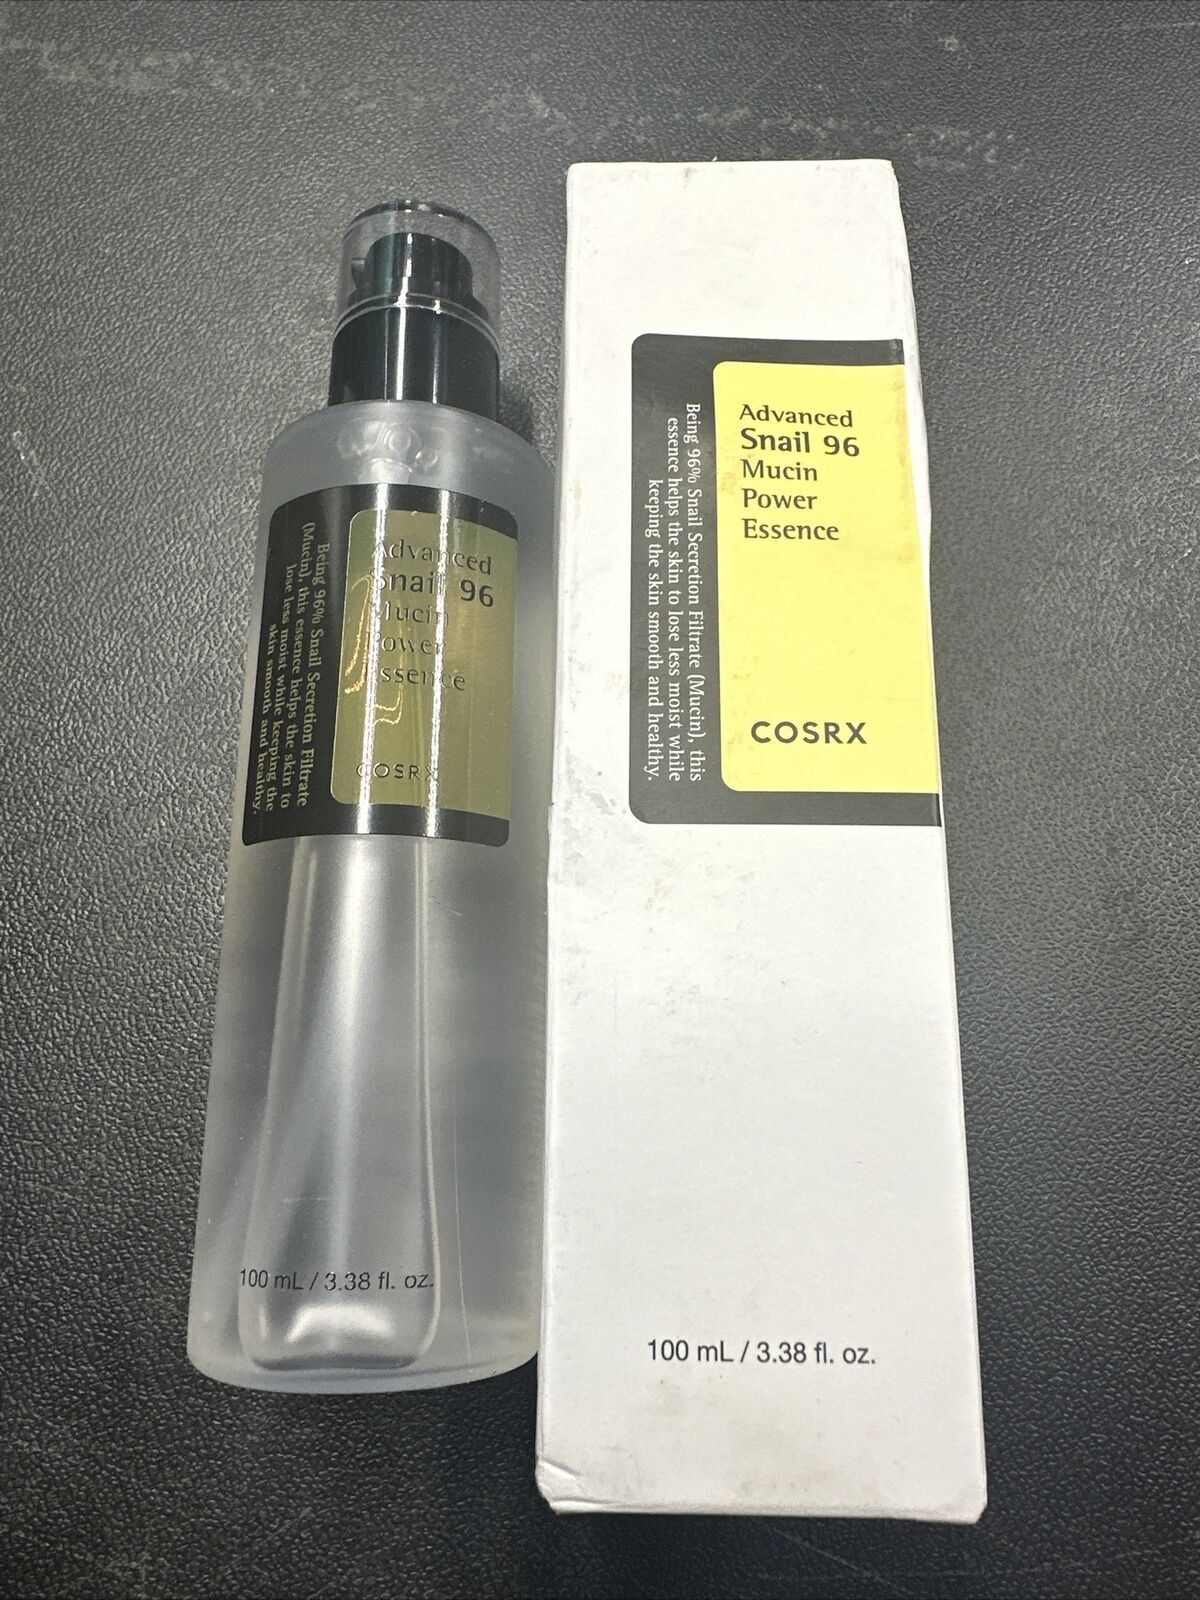 Advanced
Snail 96
Mucin
Power
Essence
COSRX
Being 96% Snail Secretion Filtrate
(Mucin), this essence helps the skin to
lose less moist while keeping the
skin smooth and healthy.
100 mL / 3.38 fl. oz.
Advanced
Snail 96
Mucin
Power
Essence
COSRX
Being 96% Snail Secretion Filtrate (Mucin), this
essence helps the skin to lose less moist while
keeping the skin smooth and healthy.
100 mL / 3.38 fl. oz.